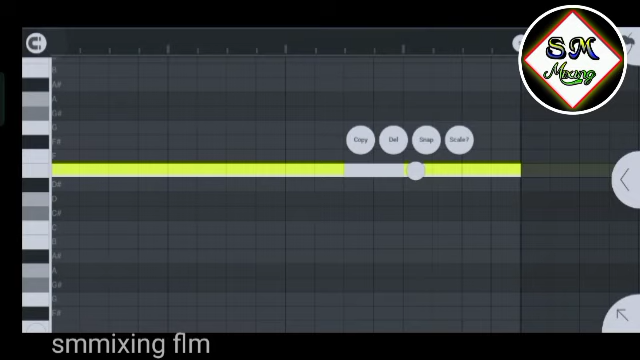 SM
Mixing
A#
A
G#
G
F#
F
Copy
Del
Snap
Scale?
D#
D
C#
C
B
A#
A
G#
G
F#
smmixing flm